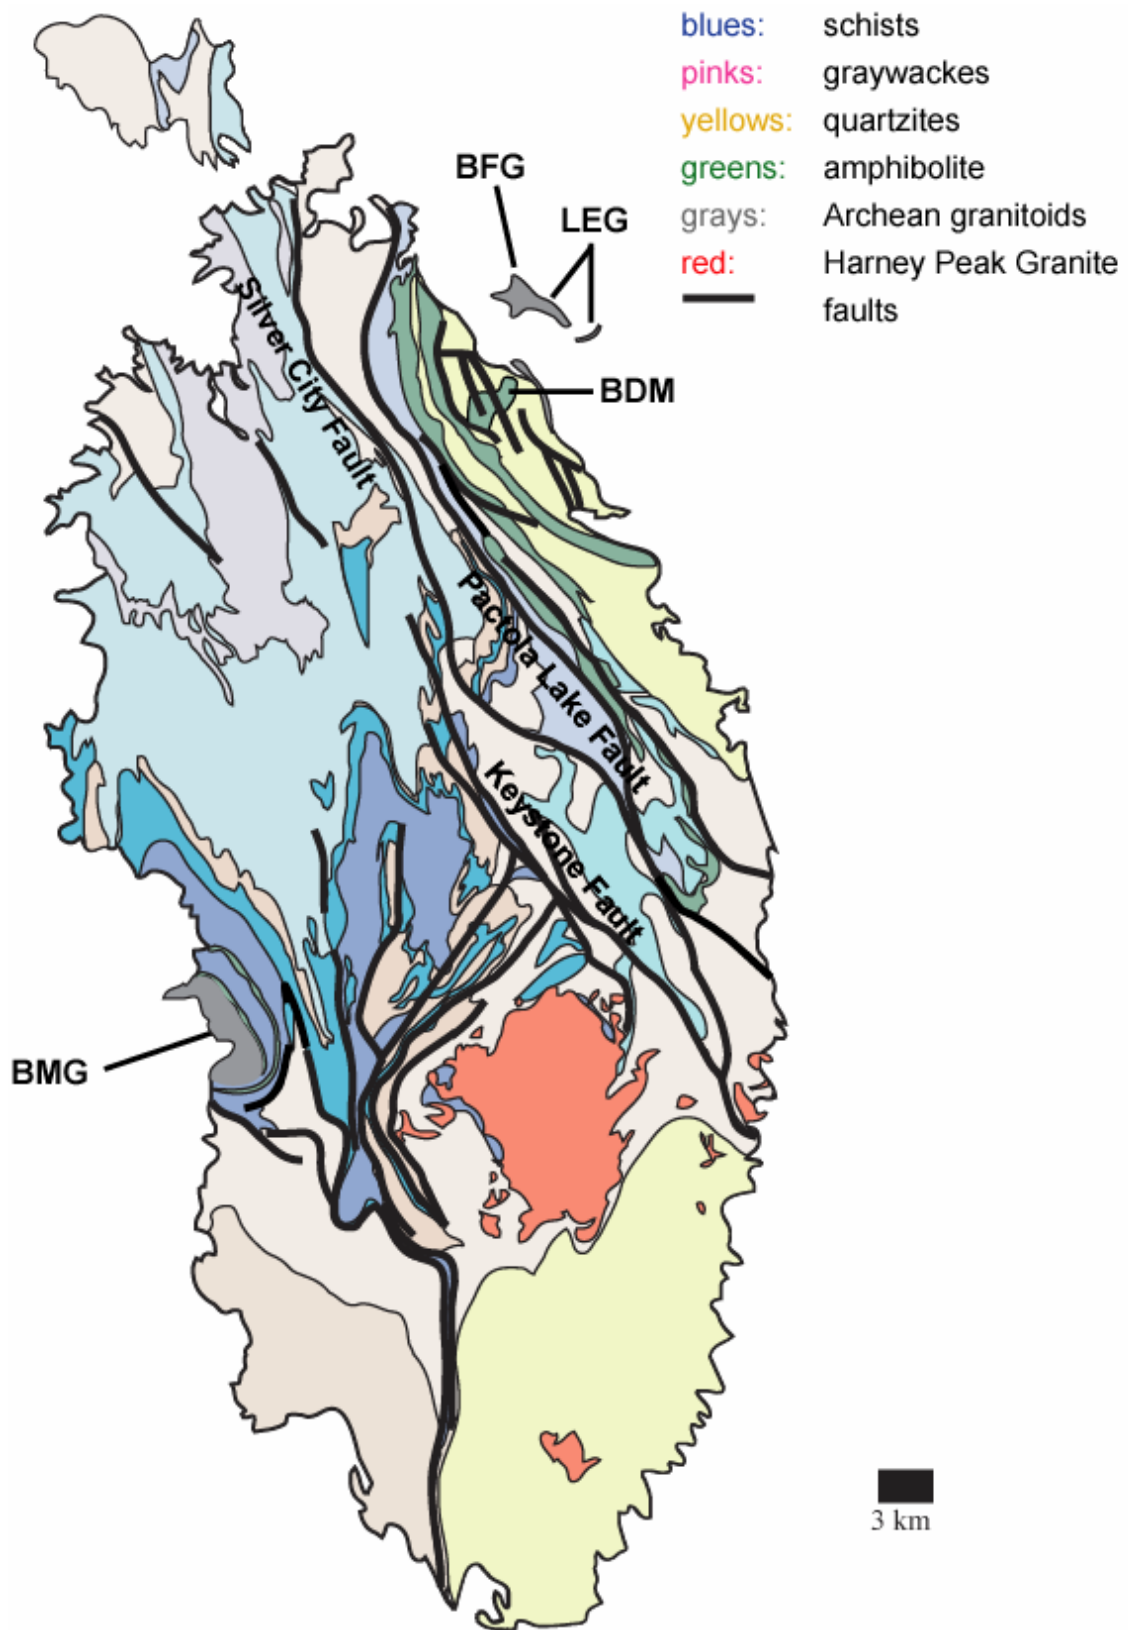 blues: schists
pinks: graywackes
yellows: quartzites
greens: amphibolite
grays: Archean granitoids
red: Harney Peak Granite
faults
BFG
LEG
Silver City Fault
BDM
Pactola Lake Fault
Keystone Fault
BMG
3 km